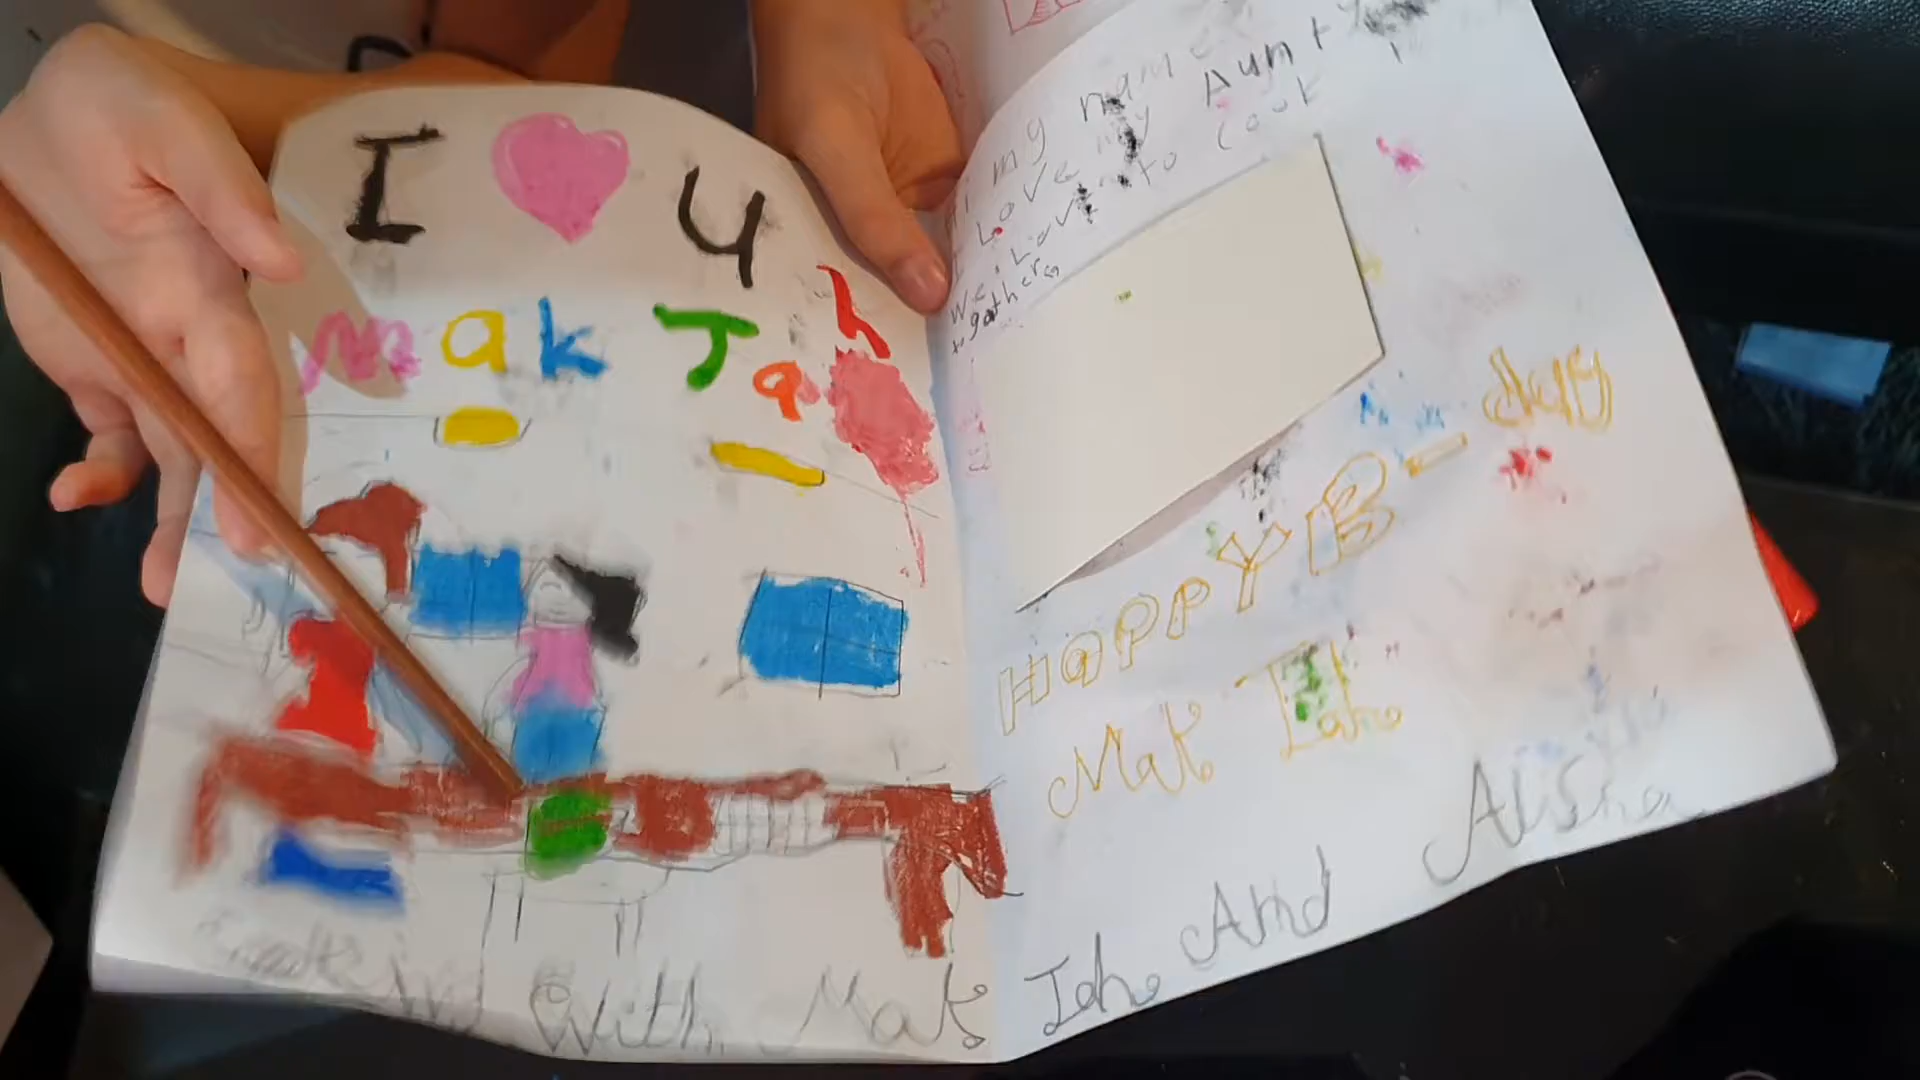 I U
mak Jah
With Mak Jah And Alisha
Hi my name
I Love my Aunty
We Love to cook
together
HAPPY B-day
Mak Jah